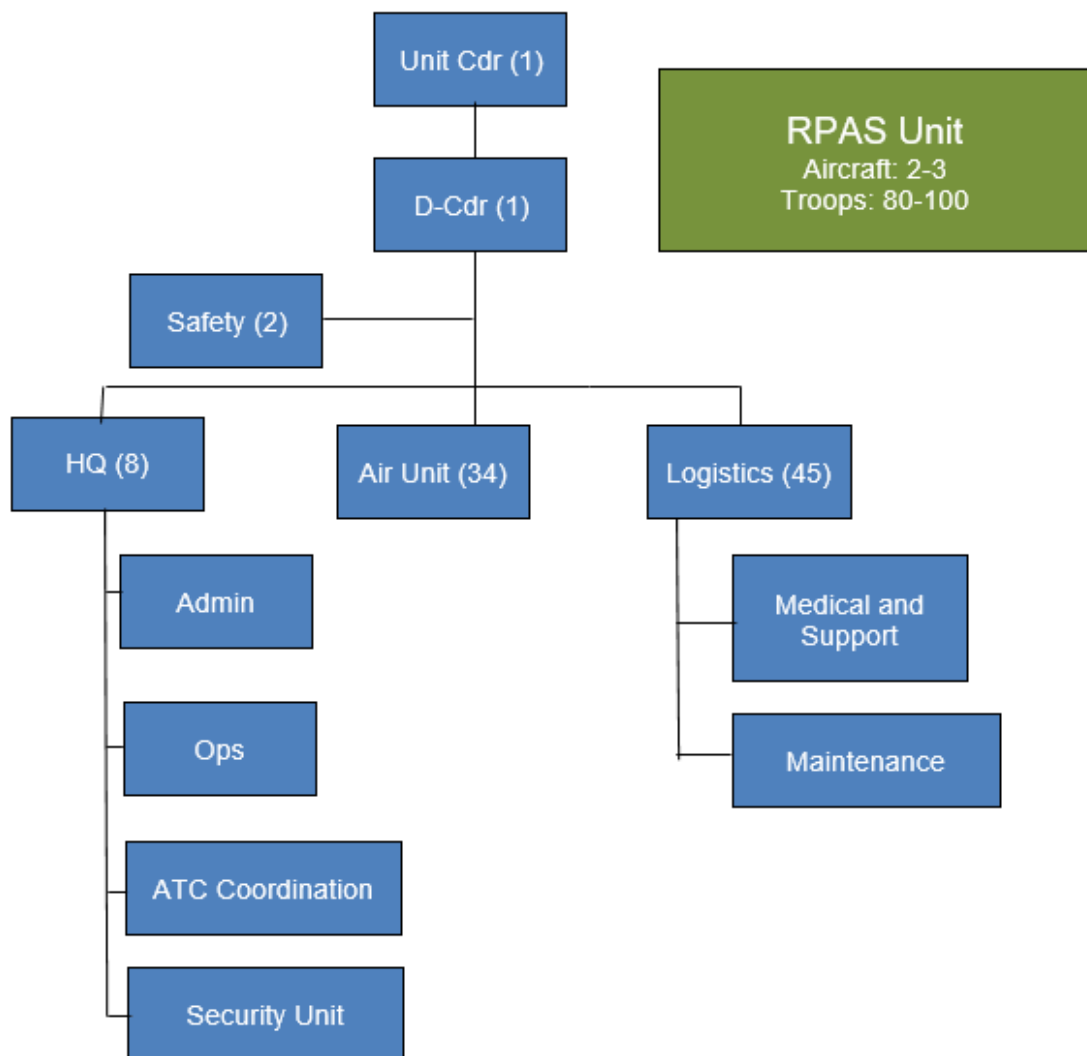 Unit Cdr (1)
RPAS Unit
Aircraft: 2-3
Troops: 80-100
D-Cdr (1)
Safety (2)
HQ (8)
Air Unit (34)
Logistics (45)
Admin
Medical and
Support
Ops
Maintenance
ATC Coordination
Security Unit